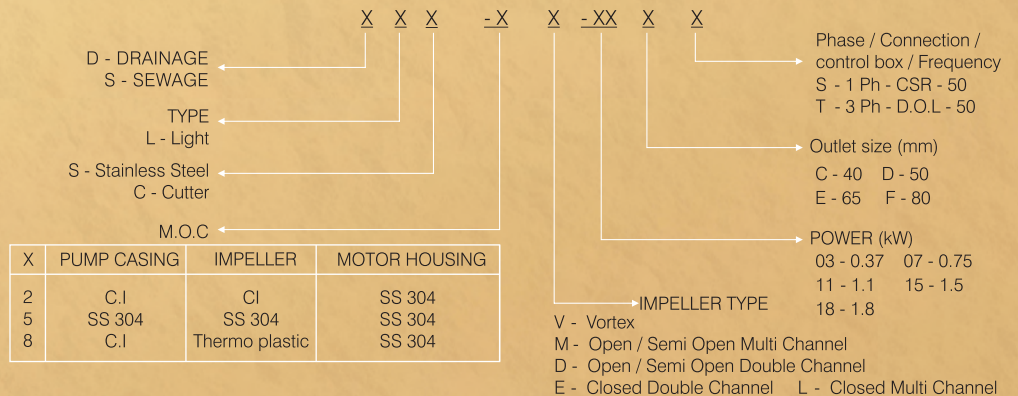 X X X -X X -XX X X
D - DRAINAGE
S - SEWAGE
TYPE
L - Light
S - Stainless Steel
C - Cutter
M.O.C
X PUMP CASING IMPELLER MOTOR HOUSING
2 C.I CI SS 304
5 SS 304 SS 304 SS 304
8 C.I Thermo plastic SS 304
Phase / Connection /
control box / Frequency
S - 1 Ph - CSR - 50
T - 3 Ph - D.O.L - 50
Outlet size (mm)
C - 40 D - 50
E - 65 F - 80
POWER (kW)
03 - 0.37 07 - 0.75
11 - 1.1 15 - 1.5
18 - 1.8
IMPELLER TYPE
V - Vortex
M - Open / Semi Open Multi Channel
D - Open / Semi Open Double Channel
E - Closed Double Channel L - Closed Multi Channel